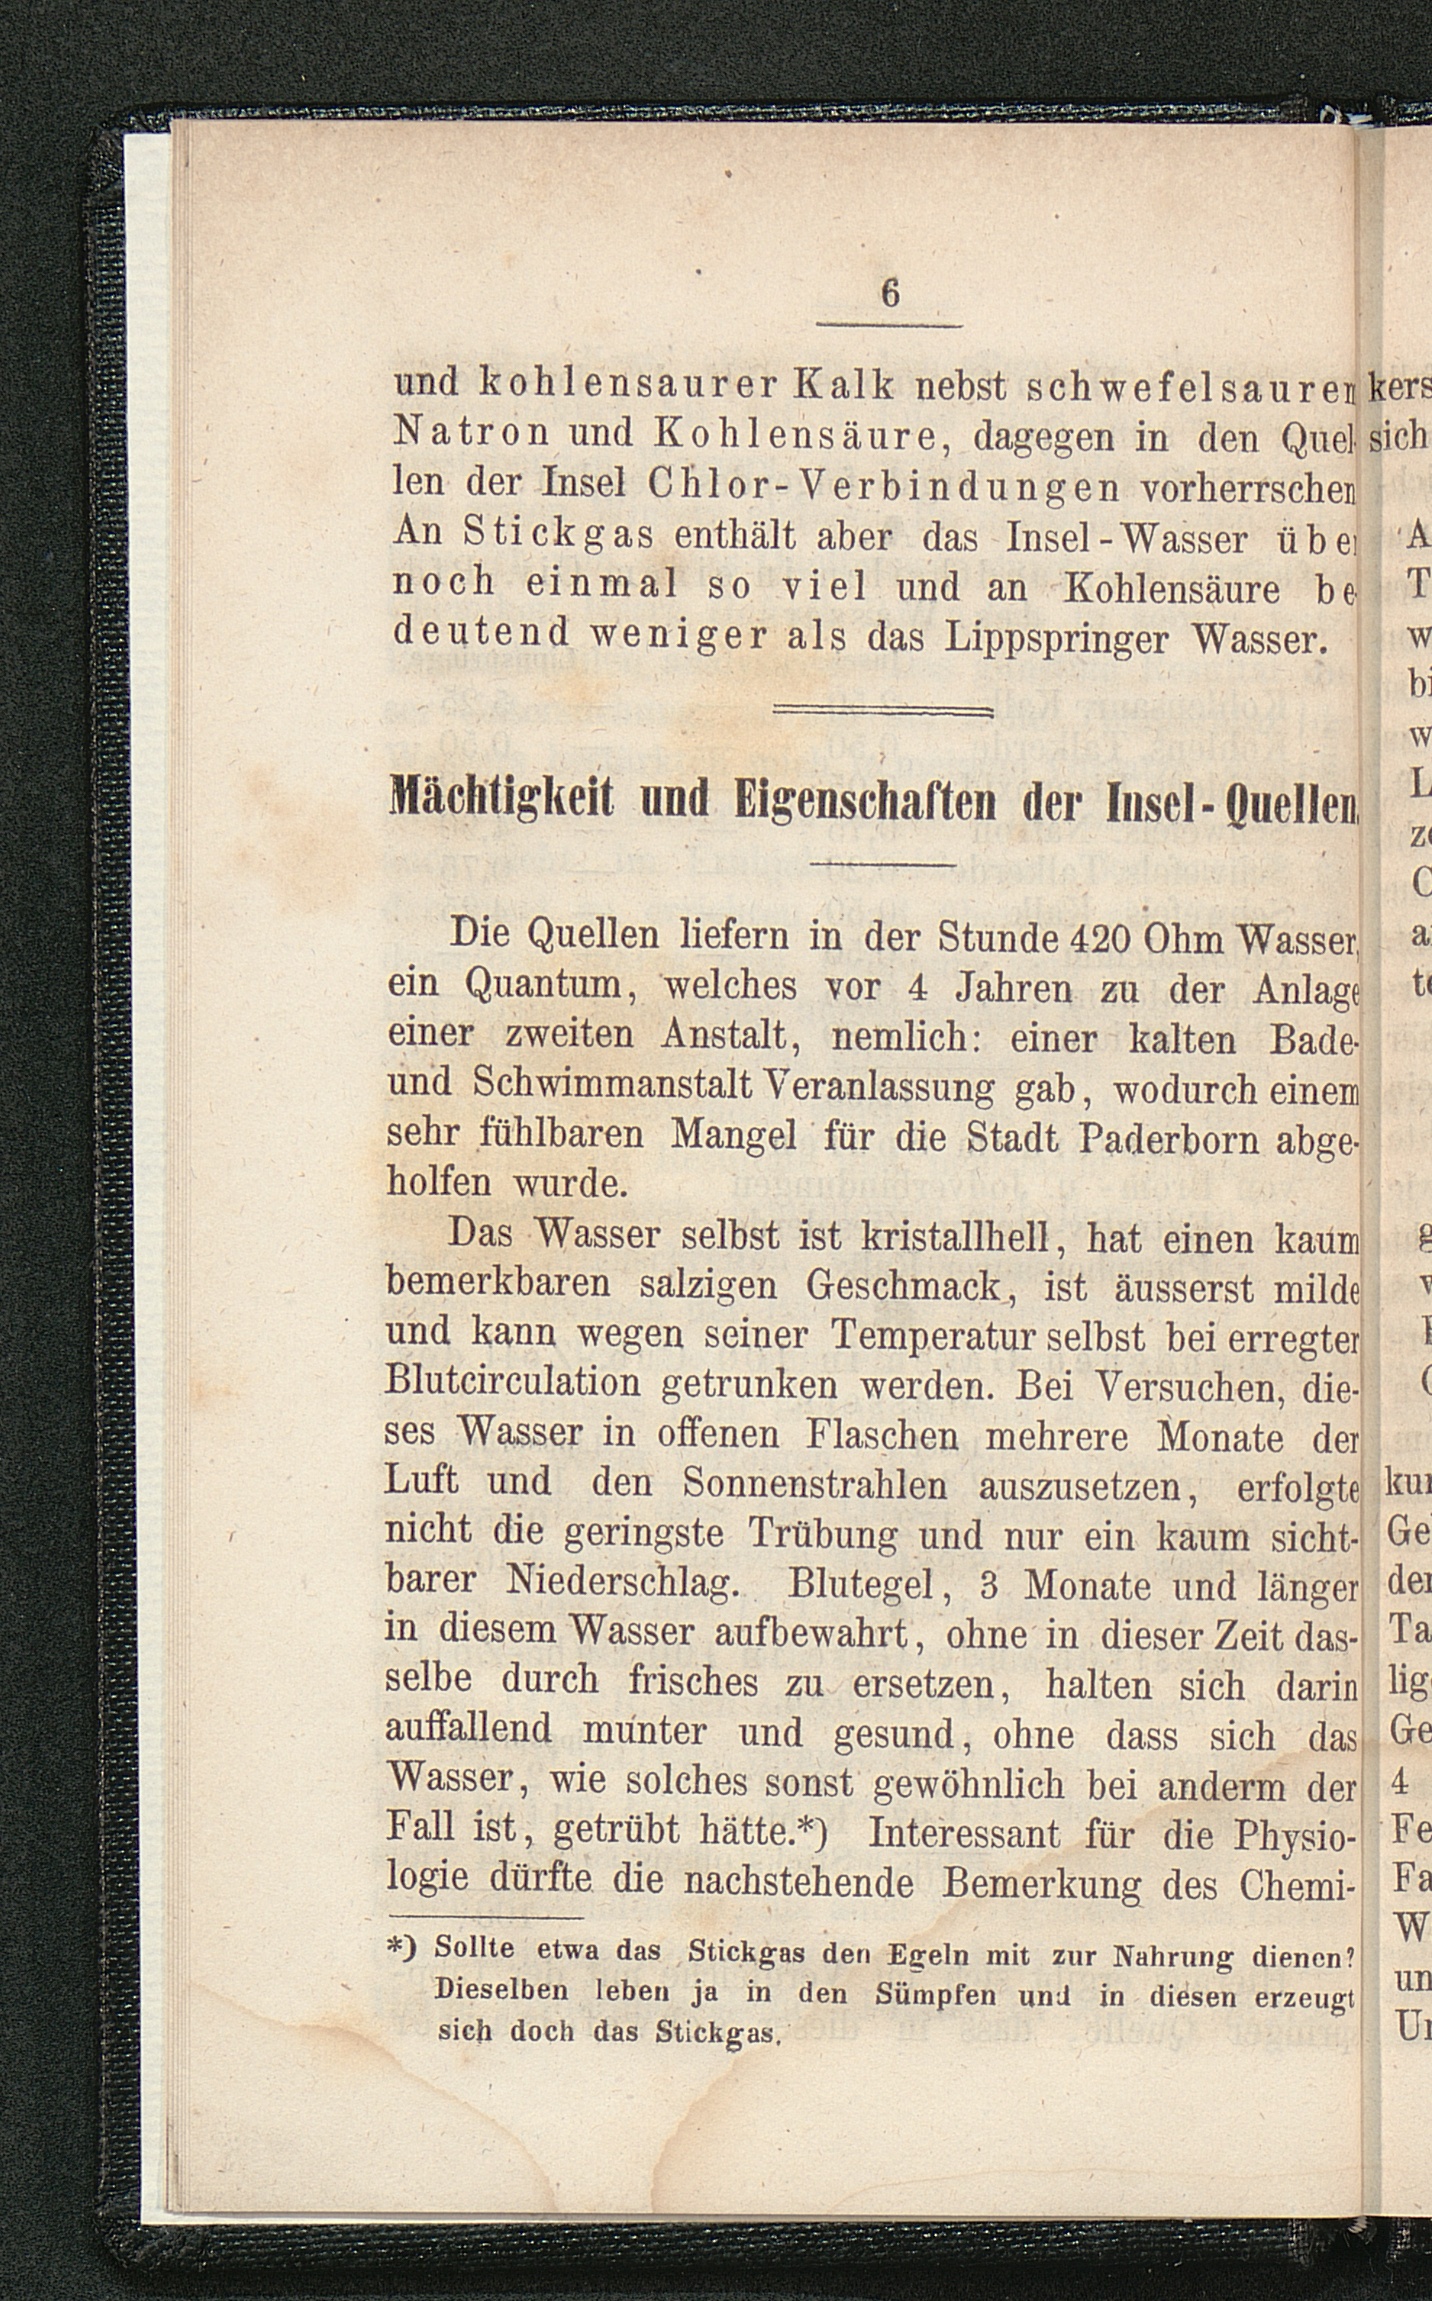 6
und kohlensaurer Kalk nebst schwefelsauren
Natron und Kohlensäure, dagegen in den Quel-
len der Insel Chlor-Verbindungen vorherrschen
An Stickgas enthält aber das Insel-Wasser über
noch einmal so viel und an Kohlensäure be
deutend weniger als das Lippspringer Wasser.
Mächtigkeit und Eigenschaften der Insel-Quellen.
Die Quellen liefern in der Stunde 420 Ohm Wasser,
ein Quantum, welches vor 4 Jahren zu der Anlage
einer zweiten Anstalt, nemlich: einer kalten Bade-
und Schwimmanstalt Veranlassung gab, wodurch einem
sehr fühlbaren Mangel für die Stadt Paderborn abge-
holfen wurde.
Das Wasser selbst ist kristallhell, hat einen kaum
bemerkbaren salzigen Geschmack, ist äusserst milde
und kann wegen seiner Temperatur selbst bei erregter
Blutcirculation getrunken werden. Bei Versuchen, die-
ses Wasser in offenen Flaschen mehrere Monate der
Luft und den Sonnenstrahlen auszusetzen, erfolgte
nicht die geringste Trübung und nur ein kaum sicht-
barer Niederschlag. Blutegel, 3 Monate und länger
in diesem Wasser aufbewahrt, ohne in dieser Zeit das-
selbe durch frisches zu ersetzen, halten sich darin
auffallend munter und gesund, ohne dass sich das
Wasser, wie solches sonst gewöhnlich bei anderm der
Fall ist, getrübt hätte.*) Interessant für die Physio-
logie dürfte die nachstehende Bemerkung des Chemi-
*) Sollte etwa das Stickgas den Egeln mit zur Nahrung dienen?
Dieselben leben ja in den Sümpfen und in diesen erzeugt
sich doch das Stickgas.